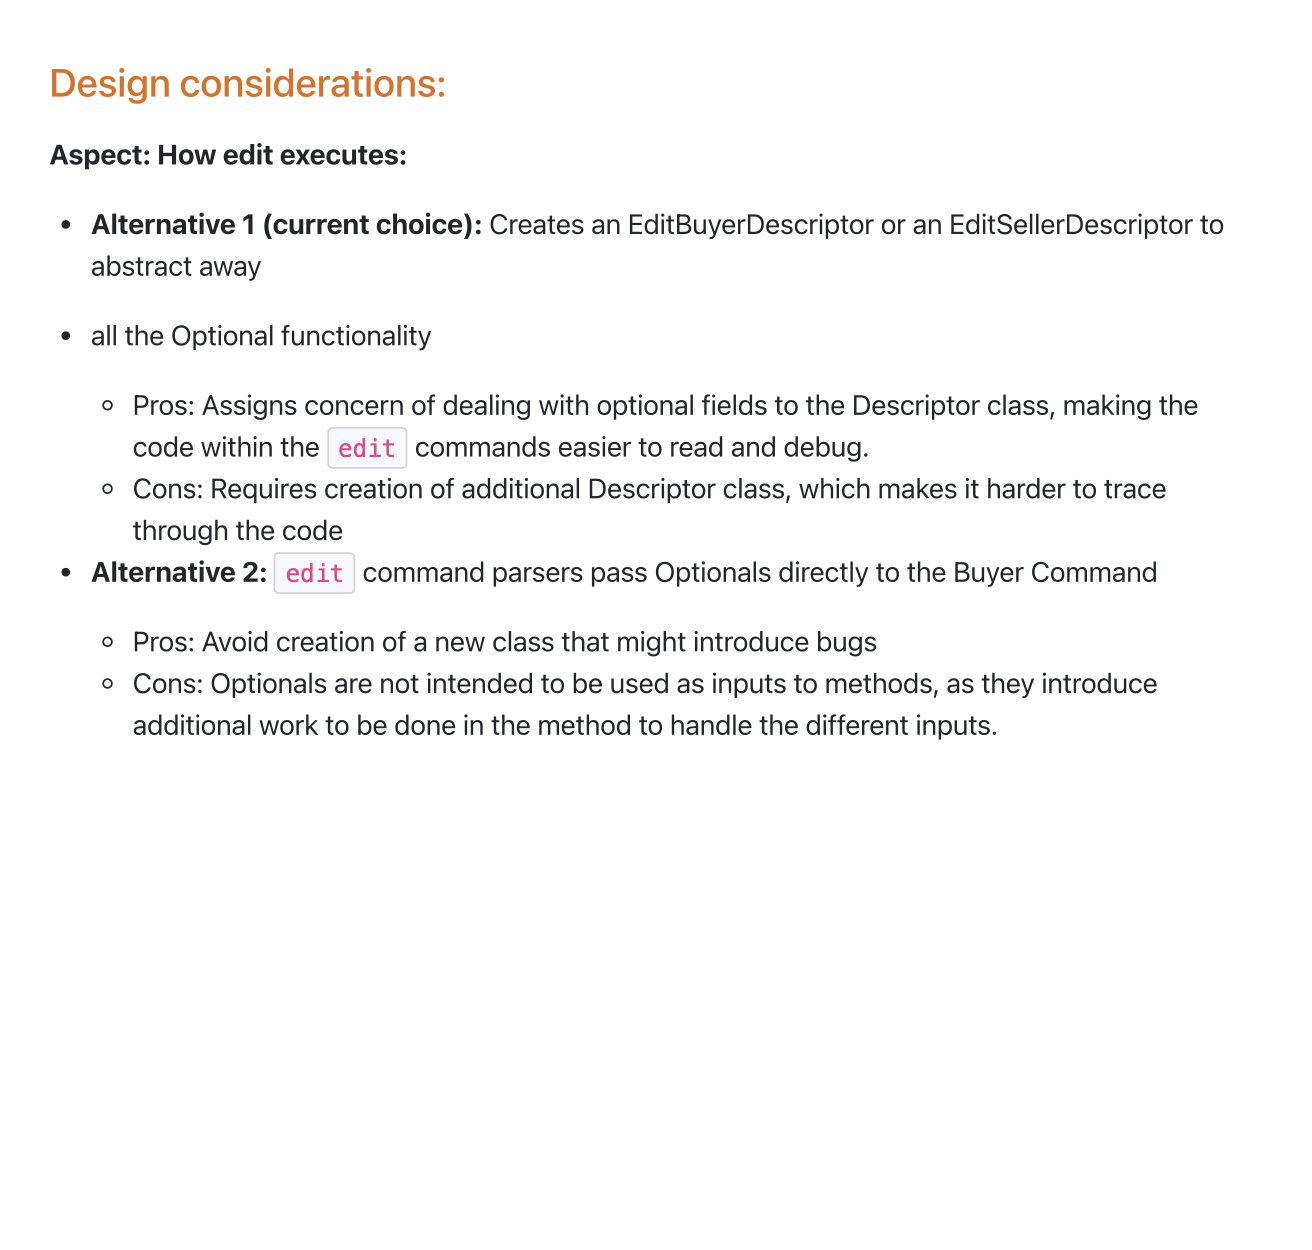 Design considerations:
Aspect: How edit executes:
Alternative 1 (current choice): Creates an EditBuyerDescriptor or an EditSellerDescriptor to
abstract away
all the Optional functionality
Pros: Assigns concern of dealing with optional fields to the Descriptor class, making the
code within the edit commands easier to read and debug.
Cons: Requires creation of additional Descriptor class, which makes it harder to trace
through the code
Alternative 2: edit command parsers pass Optionals directly to the Buyer Command
Pros: Avoid creation of a new class that might introduce bugs
Cons: Optionals are not intended to be used as inputs to methods, as they introduce
additional work to be done in the method to handle the different inputs.